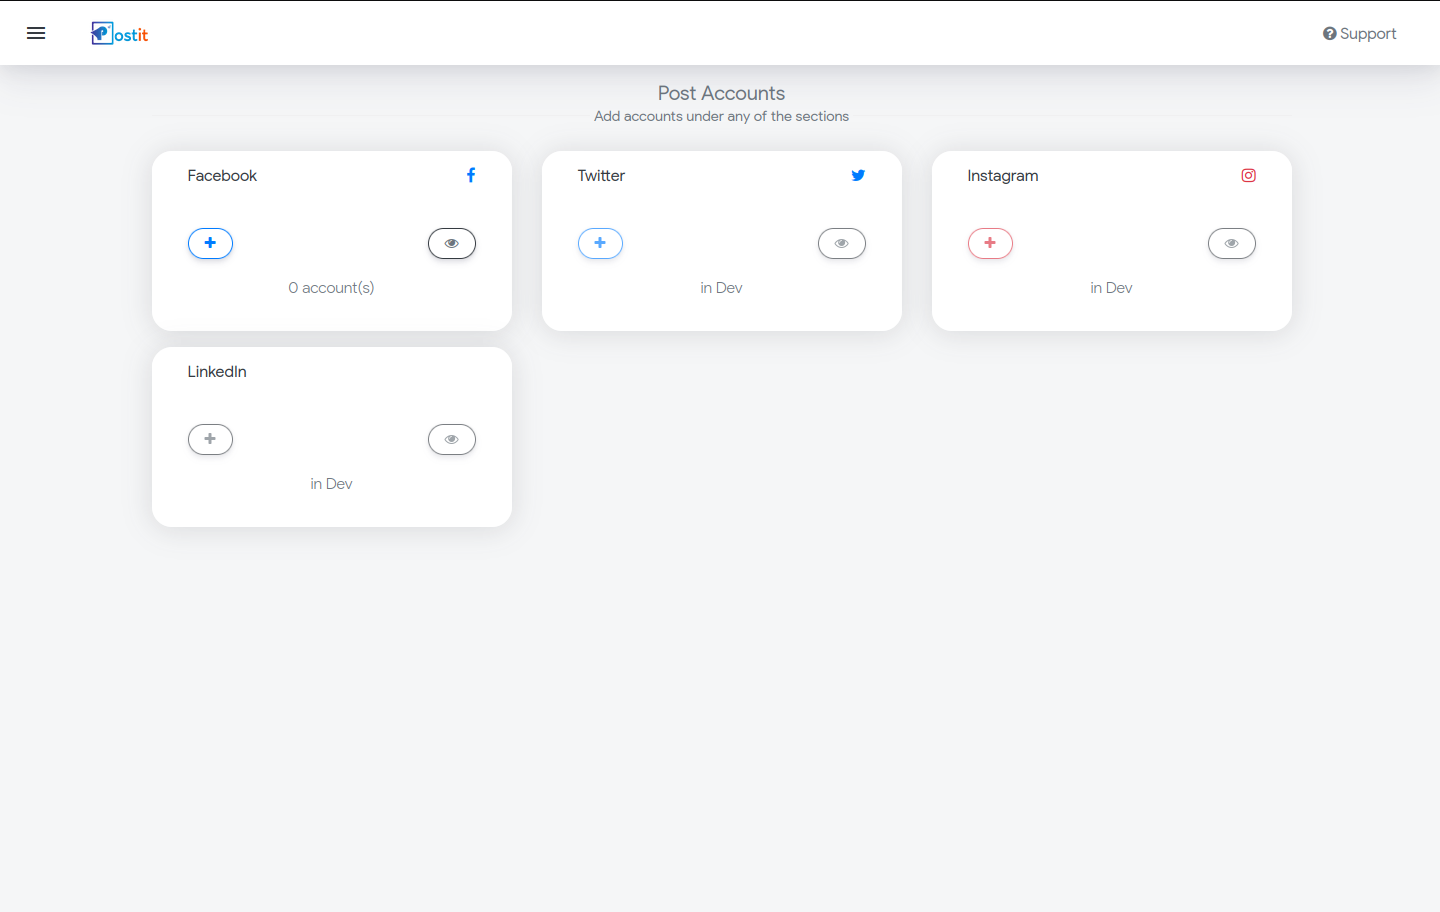 Postit
Support
Post Accounts
Add accounts under any of the sections
Facebook
0 account(s)
Twitter
in Dev
Instagram
in Dev
LinkedIn
in Dev